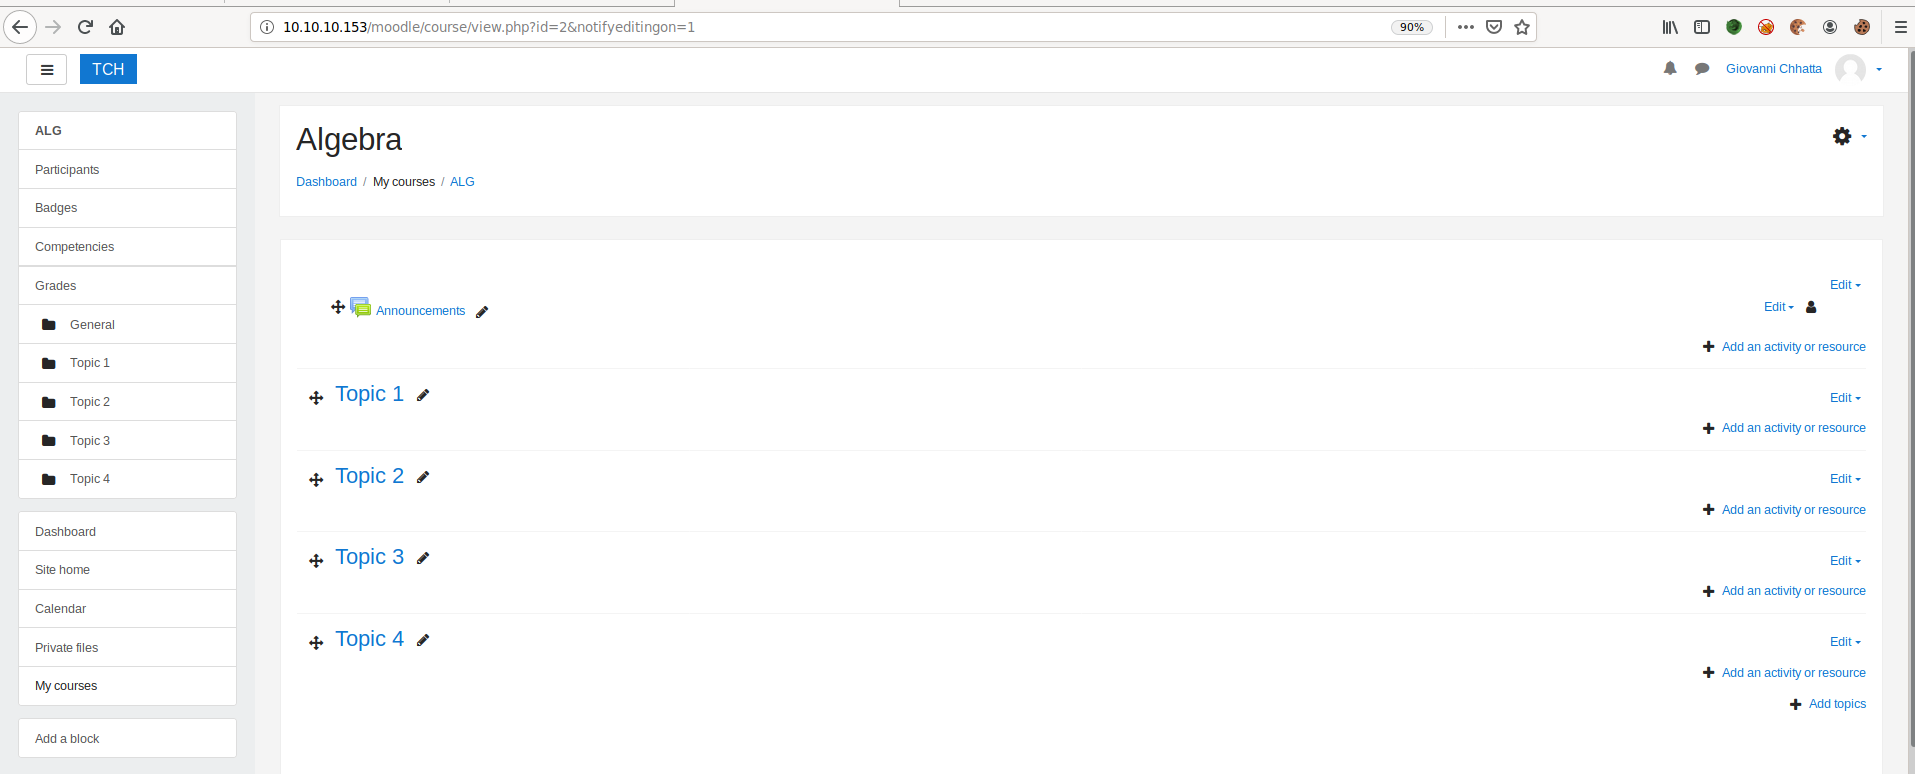 10.10.10.153/moodle/course/view.php?id=2&notifyeditingon=1
90%
TCH
Giovanni Chhatta
ALG
Participants
Badges
Competencies
Grades
General
Topic 1
Topic 2
Topic 3
Topic 4
Dashboard
Site home
Calendar
Private files
My courses
Add a block
Algebra
Dashboard / My courses / ALG
Edit
Announcements
Edit
Add an activity or resource
Topic 1
Edit
Add an activity or resource
Topic 2
Edit
Add an activity or resource
Topic 3
Edit
Add an activity or resource
Topic 4
Edit
Add an activity or resource
Add topics